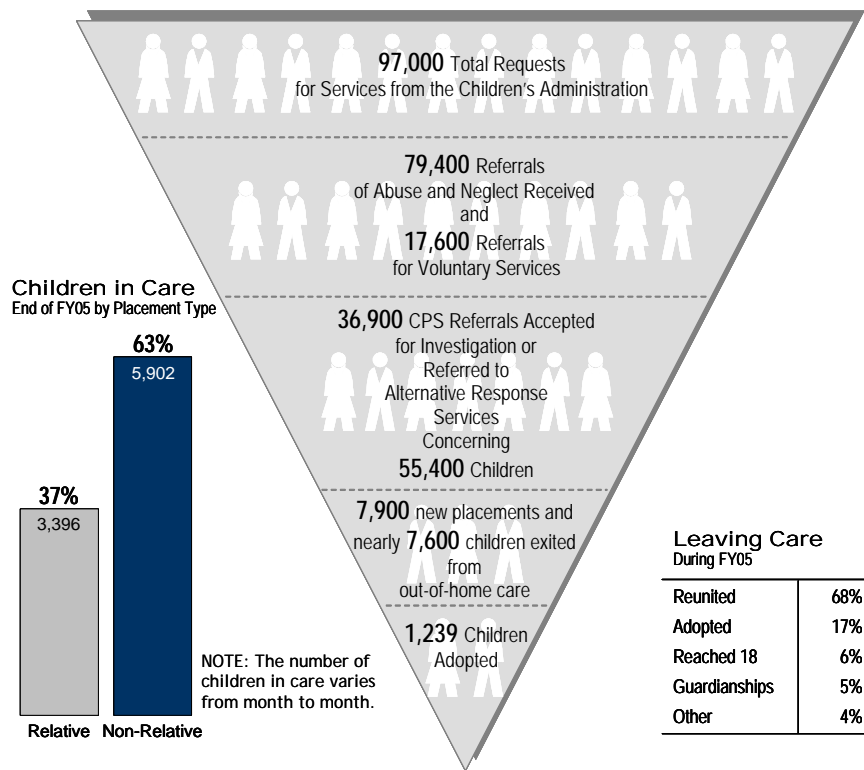 97,000 Total Requests
for Services from the Children's Administration
79,400 Referrals
of Abuse and Neglect Received
and
17,600 Referrals
for Voluntary Services
36,900 CPS Referrals Accepted
for Investigation or
Referred to
Alternative Response
Services
Concerning
55,400 Children
7,900 new placements and
nearly 7,600 children exited
from
out-of-home care
1,239 Children
Adopted
Children in Care
End of FY05 by Placement Type
63%
5,902
37%
3,396
Relative Non-Relative
NOTE: The number of
children in care varies
from month to month.
Leaving Care
During FY05
Reunited 68%
Adopted 17%
Reached 18 6%
Guardianships 5%
Other 4%